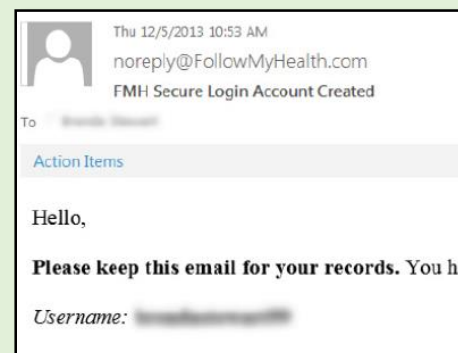 Thu 12/5/2013 10:53 AM
noreply@FollowMyHealth.com
FMH Secure Login Account Created
To
Action Items
Hello,
Please keep this email for your records. You h
Username: